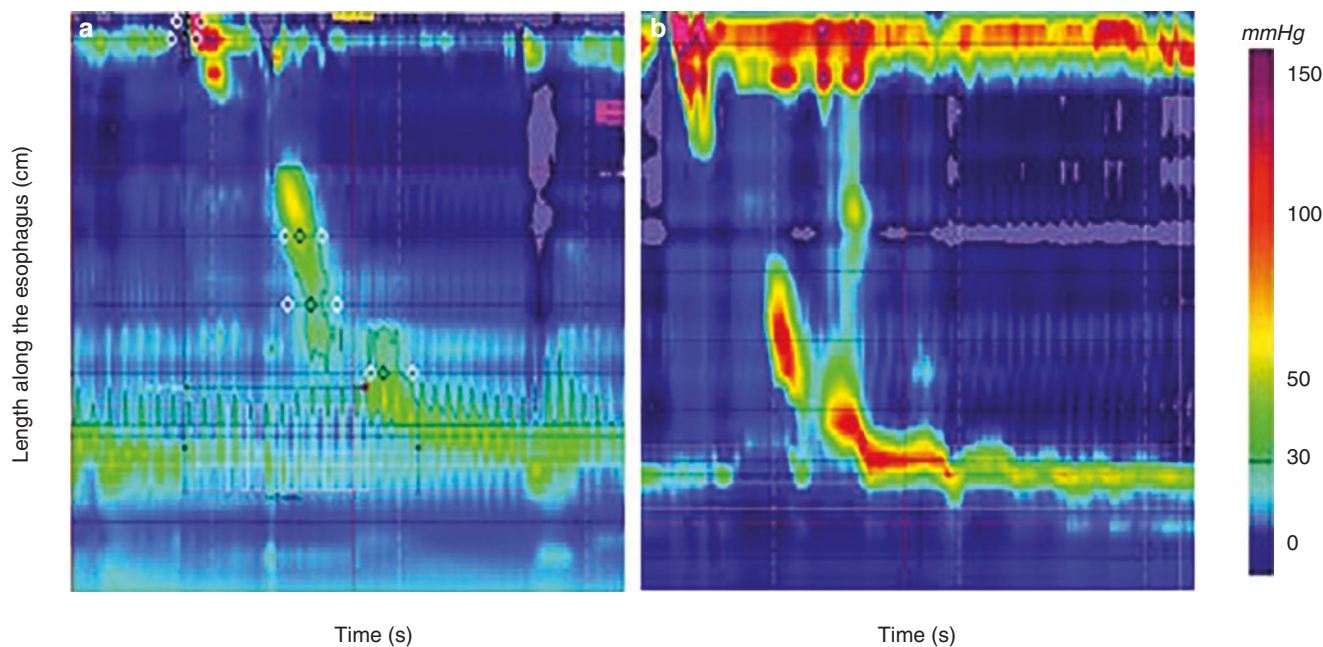 a
b
mmHg
150
100
50
30
0
Length along the esophagus (cm)
Time (s)
Time (s)